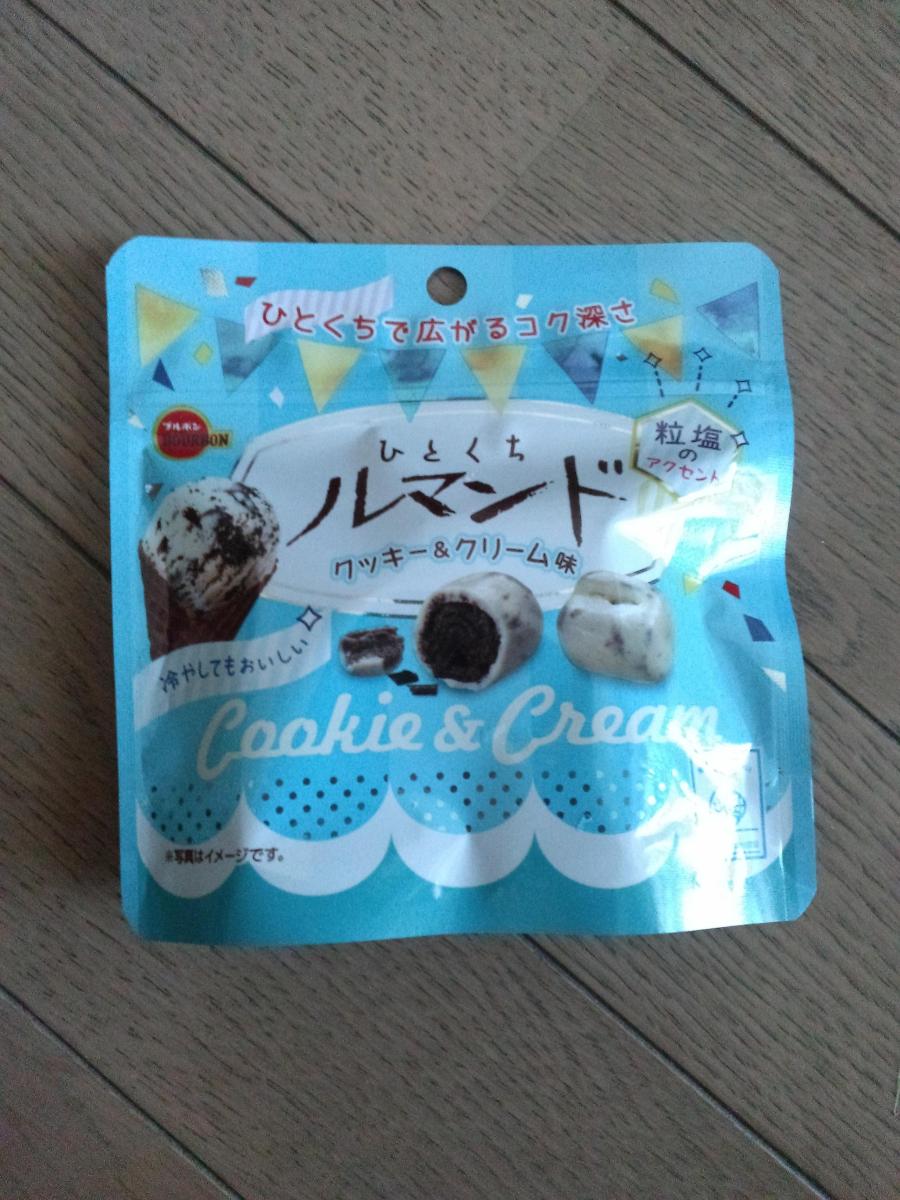 ひとくちで広がるコク深さ
ブルボン
BOURBON
粒塩
の
アクセント
ひとくち
ルマンド
クッキー&クリーム味
冷やしてもおいしい
Cookie & Cream
※写真はイメージです。